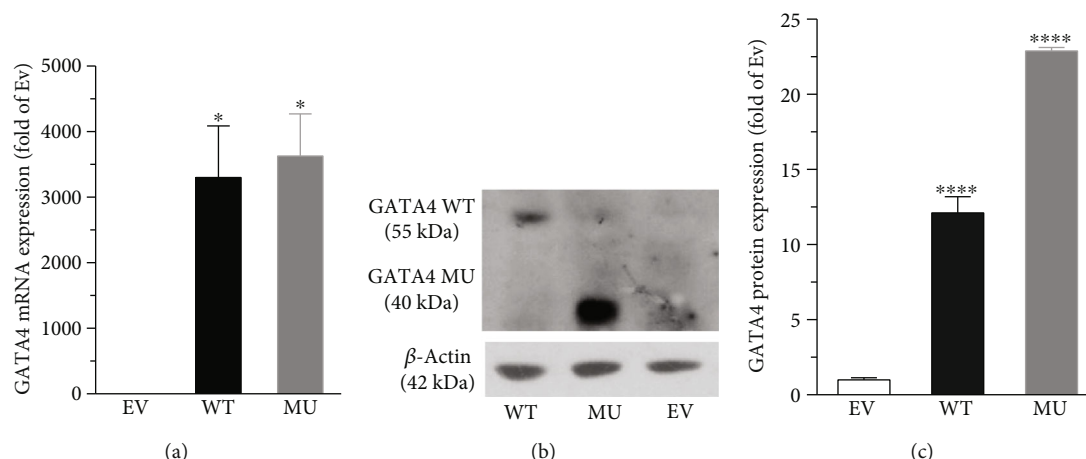 GATA4 mRNA expression (fold of Ev)
5000
4000
3000
2000
1000
0
*
*
EV WT MU
(a)
GATA4 WT
(55 kDa)
GATA4 MU
(40 kDa)
β-Actin
(42 kDa)
WT MU EV
(b)
GATA4 protein expression (fold of Ev)
25
20
15
10
5
0
****
****
EV WT MU
(c)